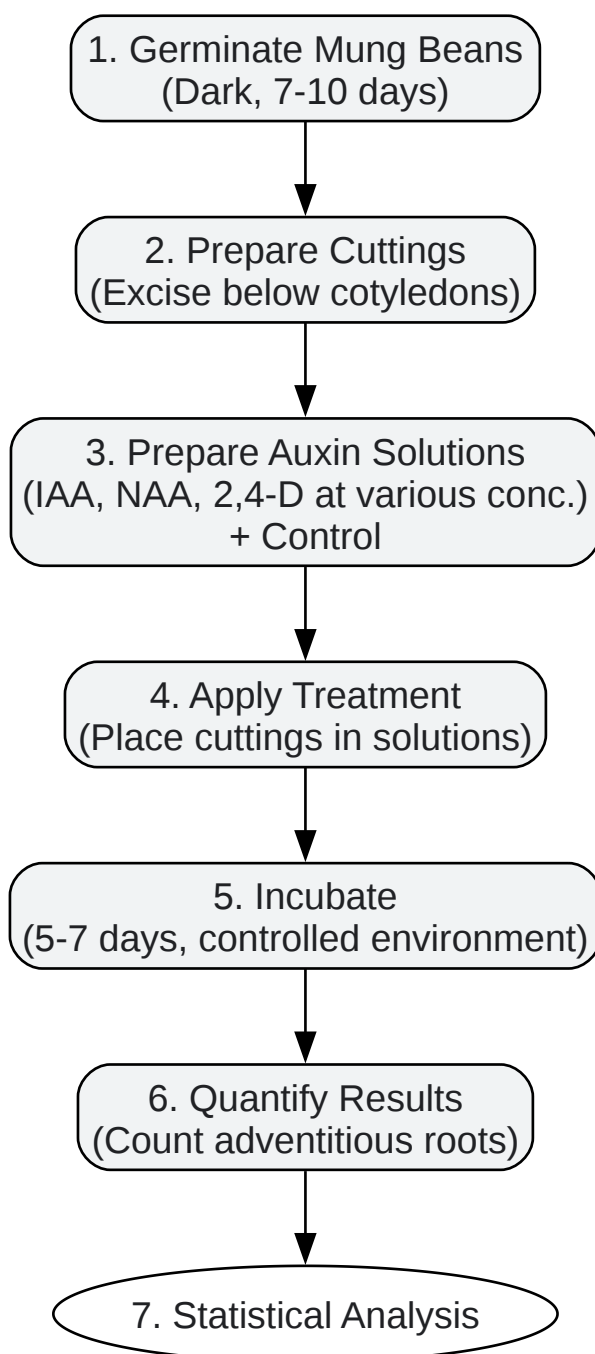 1. Germinate Mung Beans
(Dark, 7-10 days)
2. Prepare Cuttings
(Excise below cotyledons)
3. Prepare Auxin Solutions
(IAA, NAA, 2,4-D at various conc.)
+ Control
4. Apply Treatment
(Place cuttings in solutions)
5. Incubate
(5-7 days, controlled environment)
6. Quantify Results
(Count adventitious roots)
7. Statistical Analysis